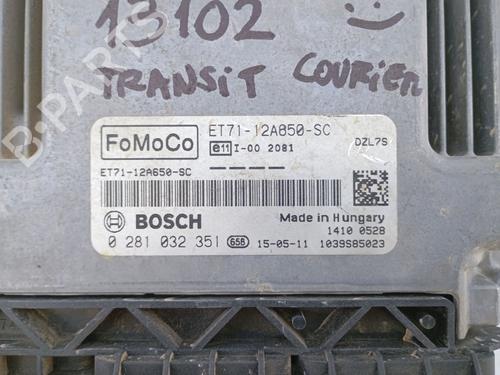 13102
TRANSIT COURIER
FoMoCo
ET71-12A850-SC
e11 I-00 2081
DZL7S
ET71-12A650-SC
BOSCH
Made in Hungary
1410 0528
0 281 032 351 658 15-05-11 1039S85023
B-PARTS